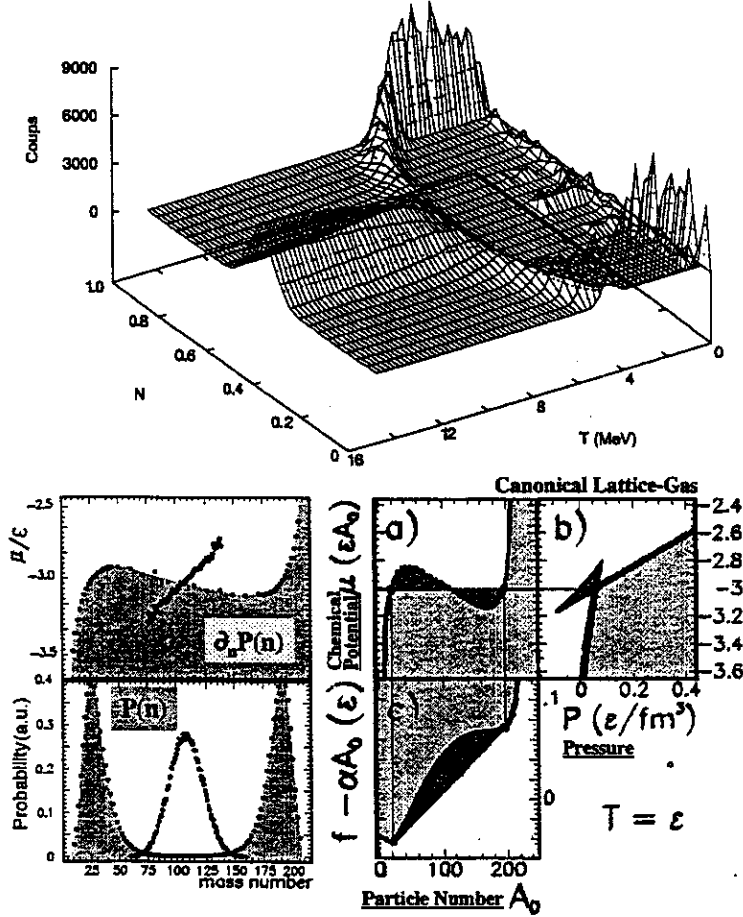 9000
6000
3000
0
Coups
1.0
0.8
0.6
0.4
0.2
0
N
16
12
8
4
0
T (MeV)
Canonical Lattice-Gas
-2.5
-3.0
-3.5
μ/ε
∂ₙP(n)
0.4
0.3
0.2
0.1
0
Probability(a.u.)
P(n)
25 50 75 100 125 150 175 200
mass number
a)
Chemical
Potential μ (εA₀)
b)
-2.4
-2.6
-2.8
-3
-3.2
-3.4
-3.6
0 0.2 0.4
P (ε/fm³)
Pressure
c)
f - αA₀ (ε)
.1
0
T = ε
0 100 200
Particle Number A₀